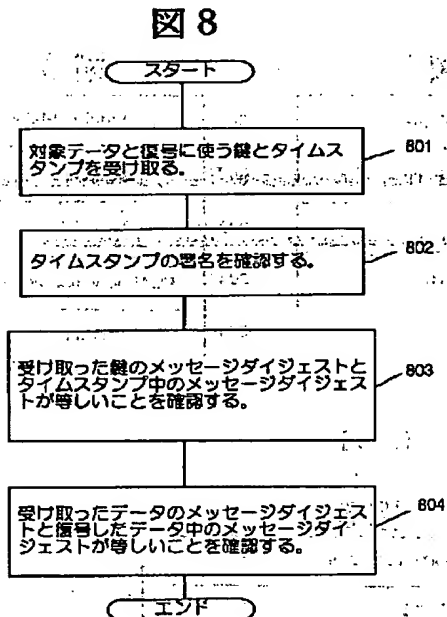 図8
スタート
対象データと復号に使う鍵とタイムス
タンプを受け取る。
801
タイムスタンプの署名を確認する。
802
受け取った鍵のメッセージダイジェストと
タイムスタンプ中のメッセージダイジェス
トが等しいことを確認する。
803
受け取ったデータのメッセージダイジェス
トと復号したデータ中のメッセージダイ
ジェストが等しいことを確認する。
804
エンド